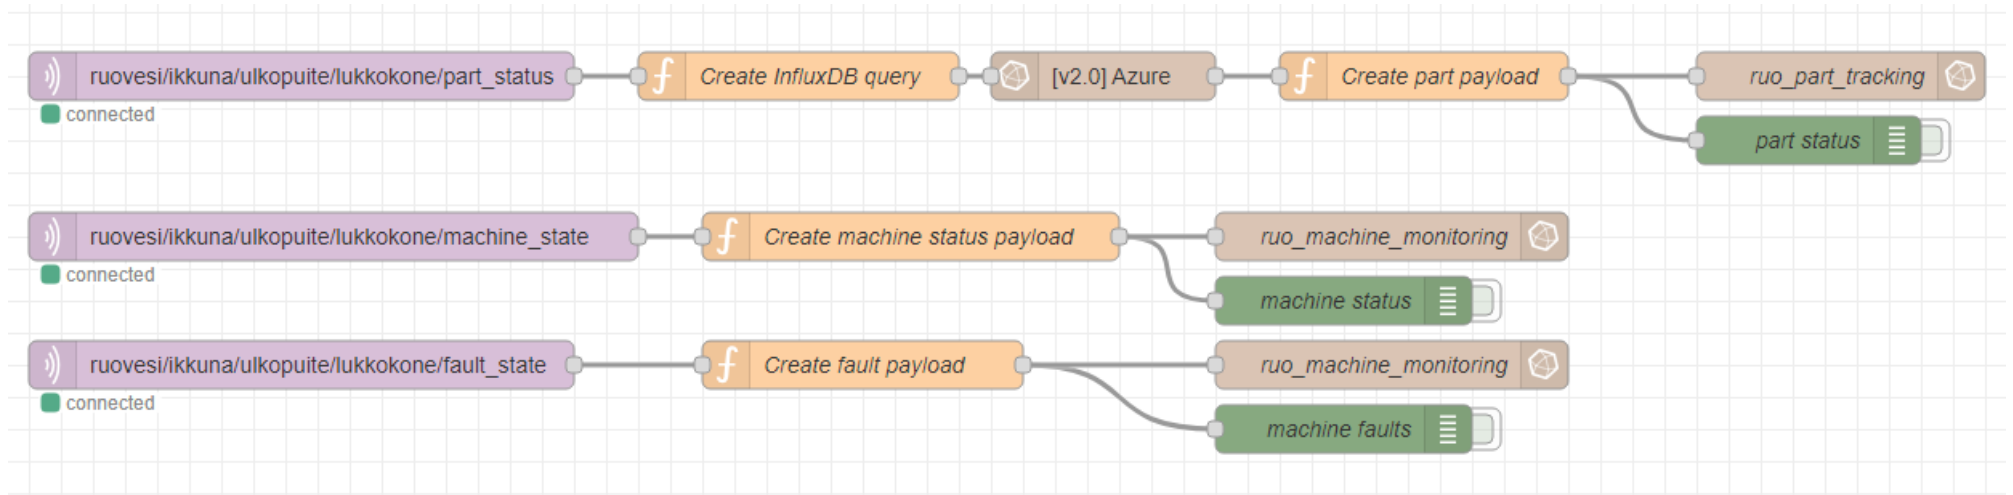 ruovesi/ikkuna/ulkopuite/lukkokone/part_status
Create InfluxDB query
[v2.0] Azure
Create part payload
ruo_part_tracking
connected
part status
ruovesi/ikkuna/ulkopuite/lukkokone/machine_state
Create machine status payload
ruo_machine_monitoring
connected
machine status
ruovesi/ikkuna/ulkopuite/lukkokone/fault_state
Create fault payload
ruo_machine_monitoring
connected
machine faults